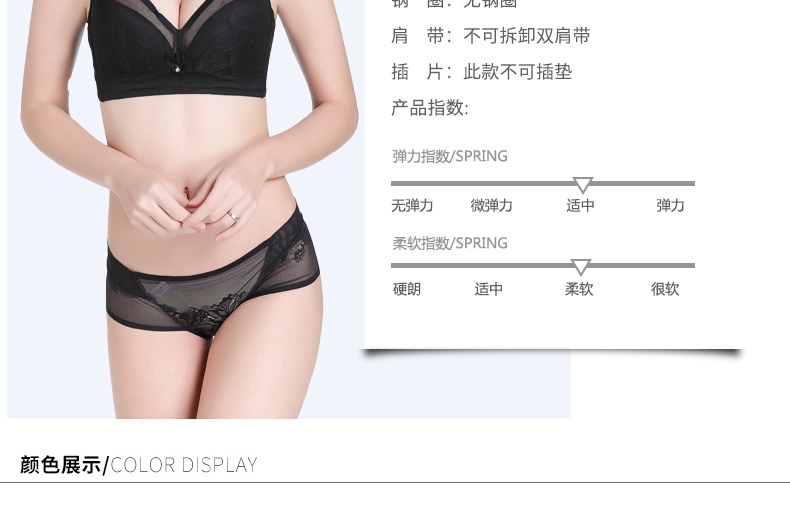 钢 圈：无钢圈
肩 带：不可拆卸双肩带
插 片：此款不可插垫
产品指数:
弹力指数/SPRING
无弹力 微弹力 适中 弹力
柔软指数/SPRING
硬朗 适中 柔软 很软
颜色展示/COLOR DISPLAY